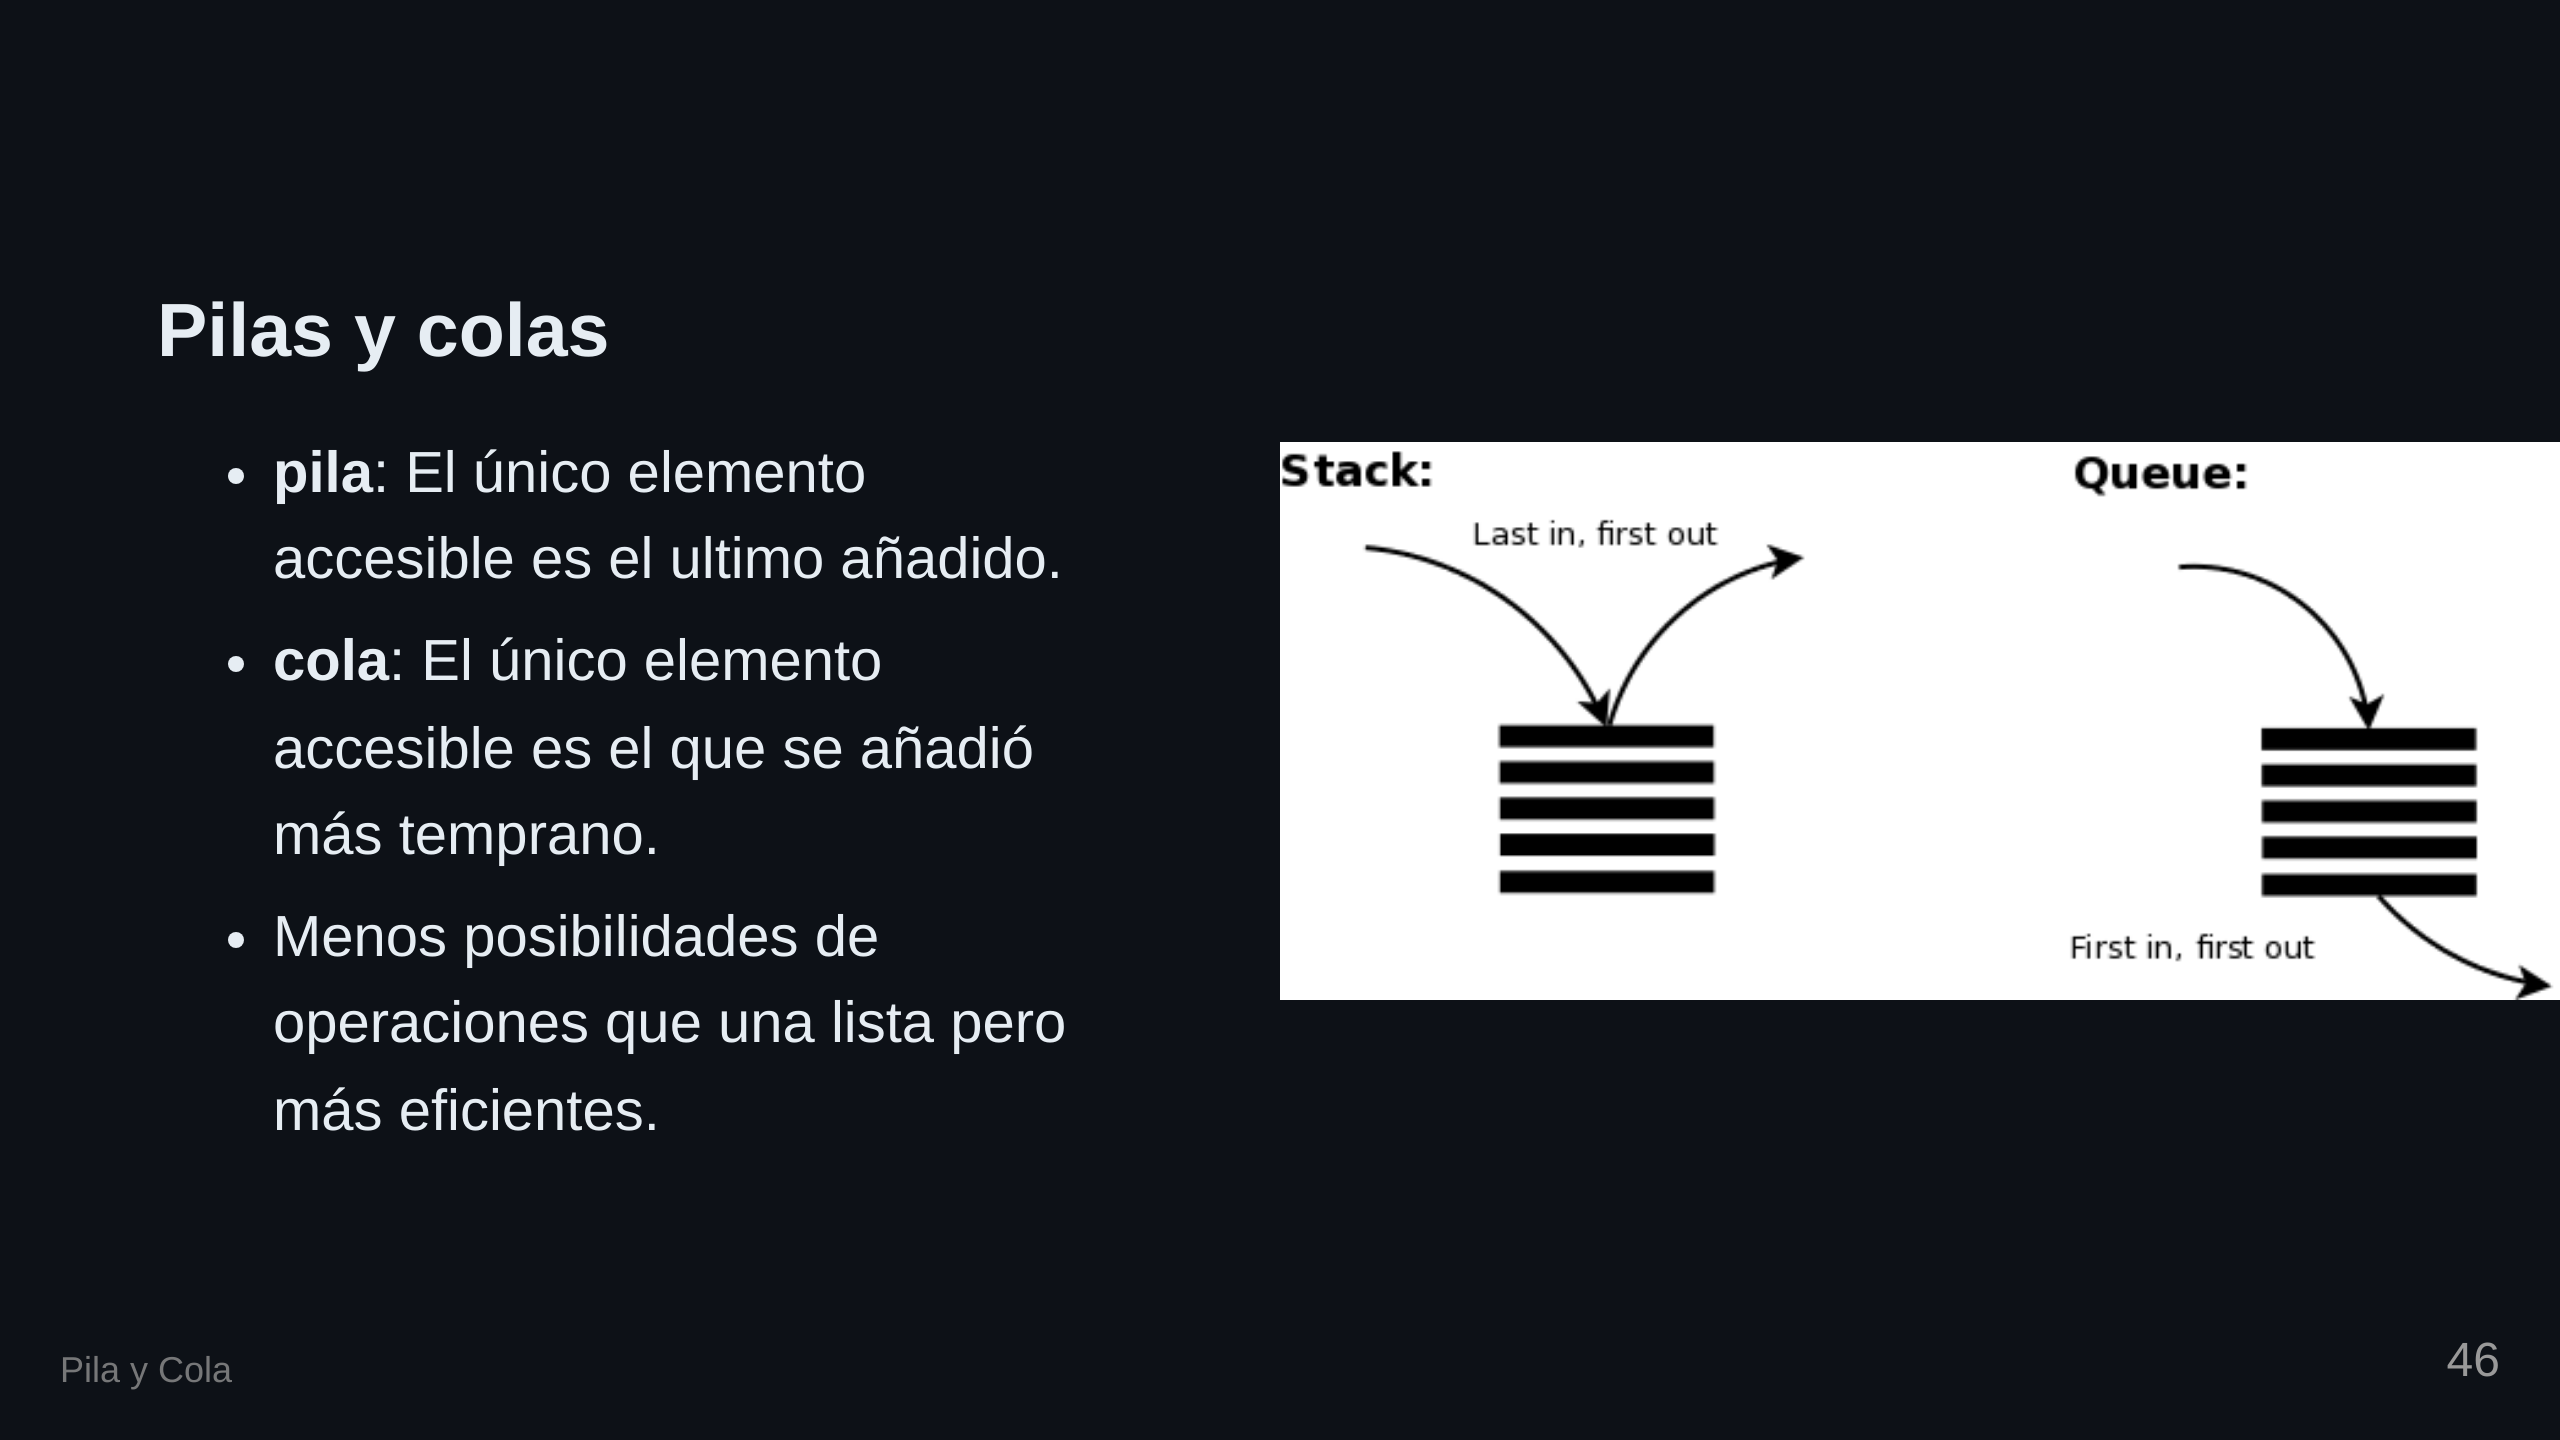 Pilas y colas
• pila: El único elemento
accesible es el ultimo añadido.
• cola: El único elemento
accesible es el que se añadió
más temprano.
• Menos posibilidades de
operaciones que una lista pero
más eficientes.
Stack:
Last in, first out
Queue:
First in, first out
Pila y Cola
46